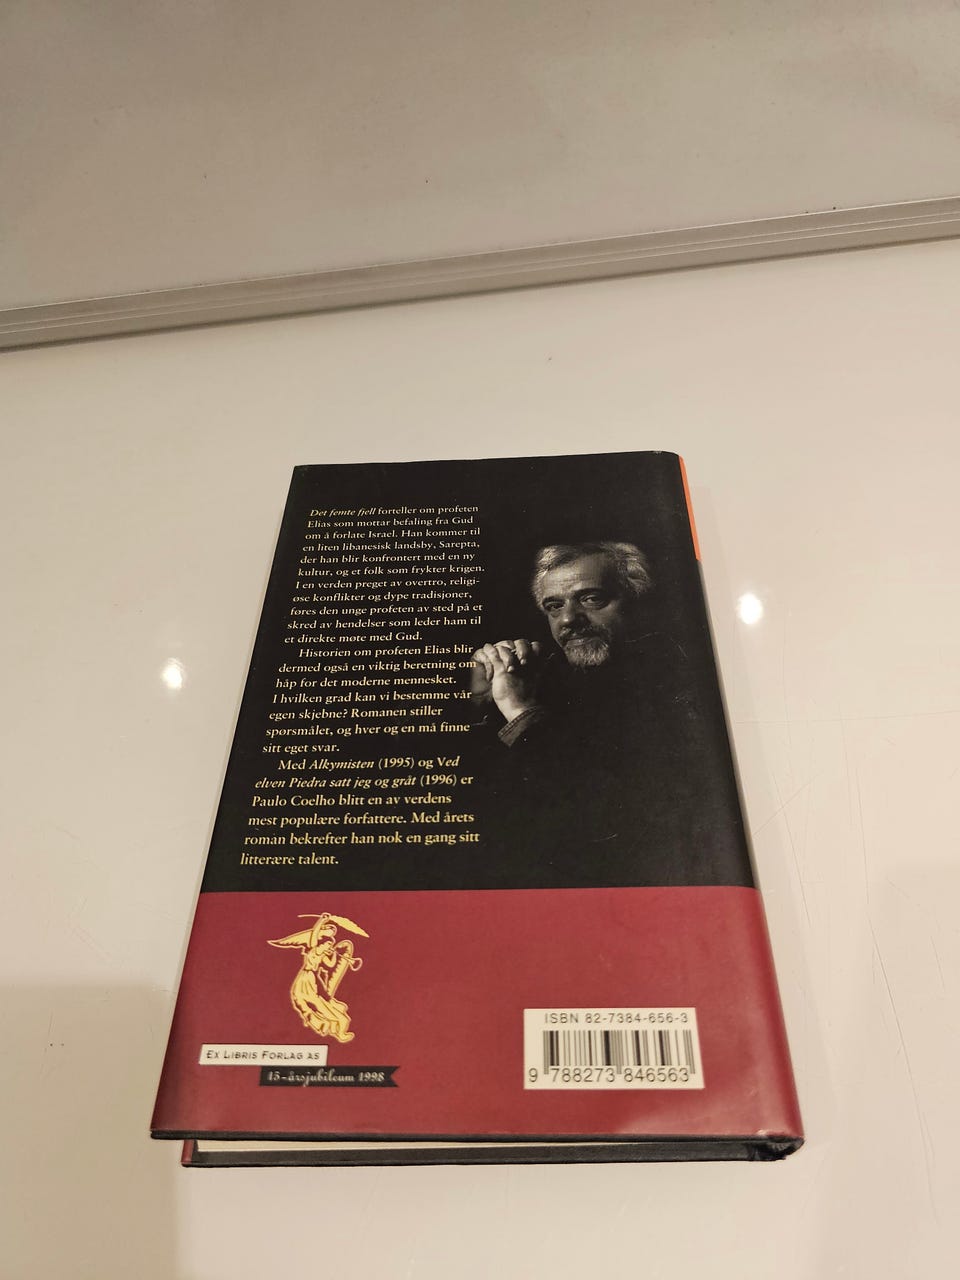 Det femte fjell forteller om profeten
Elias som mottar befaling fra Gud
om å forlate Israel. Han kommer til
en liten libanesisk landsby, Sarepta,
der han blir konfrontert med en ny
kultur, og et folk som frykter krigen.
I en verden preget av overtro, religi-
øse konflikter og dype tradisjoner,
føres den unge profeten av sted på et
skred av hendelser som leder ham til
et direkte møte med Gud.
Historien om profeten Elias blir
dermed også en viktig beretning om
håp for det moderne mennesket.
I hvilken grad kan vi bestemme vår
egen skjebne? Romanen stiller
spørsmålet, og hver og en må finne
sitt eget svar.
Med Alkymisten (1995) og Ved
elven Piedra satt jeg og gråt (1996) er
Paulo Coelho blitt en av verdens
mest populære forfattere. Med årets
roman bekrefter han nok en gang sitt
litterære talent.
EX LIBRIS FORLAG AS
15-årsjubileum 1998
ISBN 82-7384-656-3
9 788273 846563